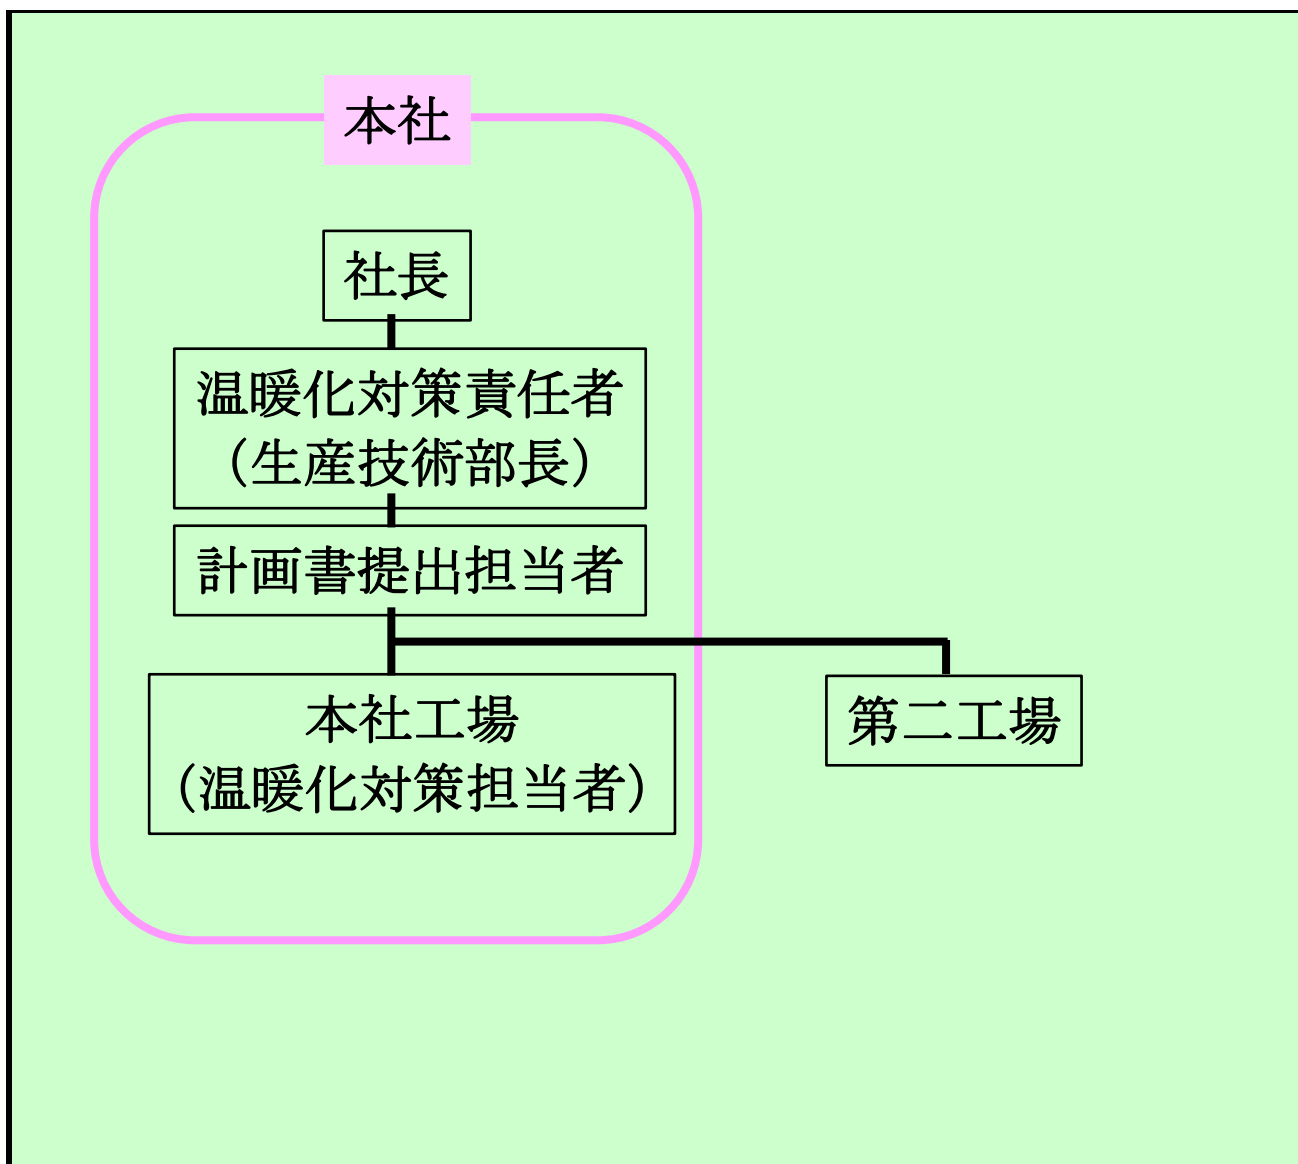 本社
社長
温暖化対策責任者
（生産技術部長）
計画書提出担当者
本社工場
（温暖化対策担当者）
第二工場